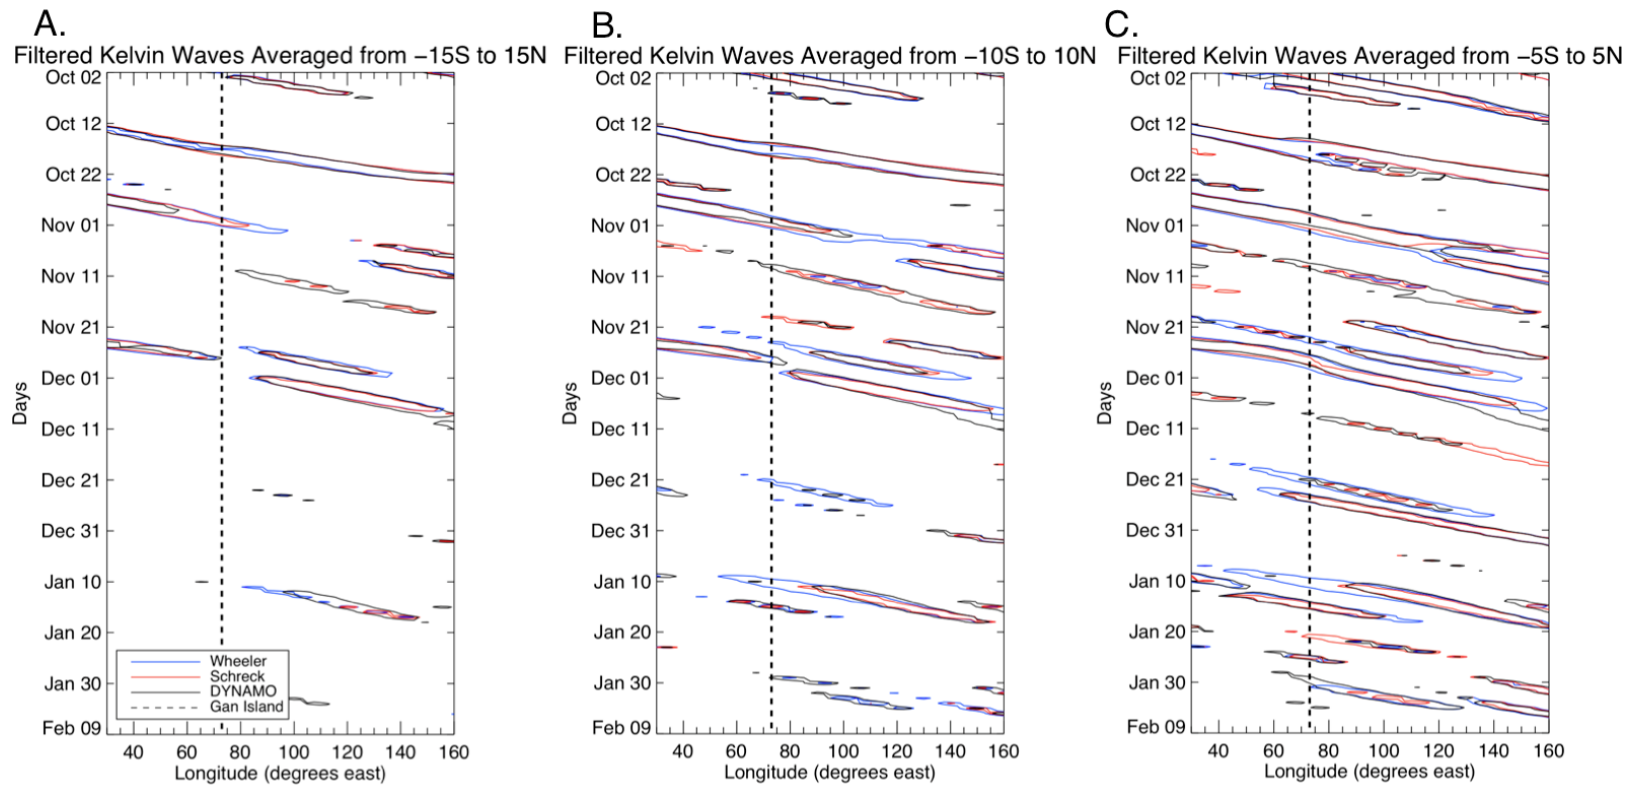 A.
Filtered Kelvin Waves Averaged from −15S to 15N
Oct 02
Oct 12
Oct 22
Nov 01
Nov 11
Nov 21
Dec 01
Dec 11
Dec 21
Dec 31
Jan 10
Jan 20
Jan 30
Feb 09
Days
Wheeler
Schreck
DYNAMO
Gan Island
40 60 80 100 120 140 160
Longitude (degrees east)
B.
Filtered Kelvin Waves Averaged from −10S to 10N
Oct 02
Oct 12
Oct 22
Nov 01
Nov 11
Nov 21
Dec 01
Dec 11
Dec 21
Dec 31
Jan 10
Jan 20
Jan 30
Feb 09
Days
40 60 80 100 120 140 160
Longitude (degrees east)
C.
Filtered Kelvin Waves Averaged from −5S to 5N
Oct 02
Oct 12
Oct 22
Nov 01
Nov 11
Nov 21
Dec 01
Dec 11
Dec 21
Dec 31
Jan 10
Jan 20
Jan 30
Feb 09
Days
40 60 80 100 120 140 160
Longitude (degrees east)